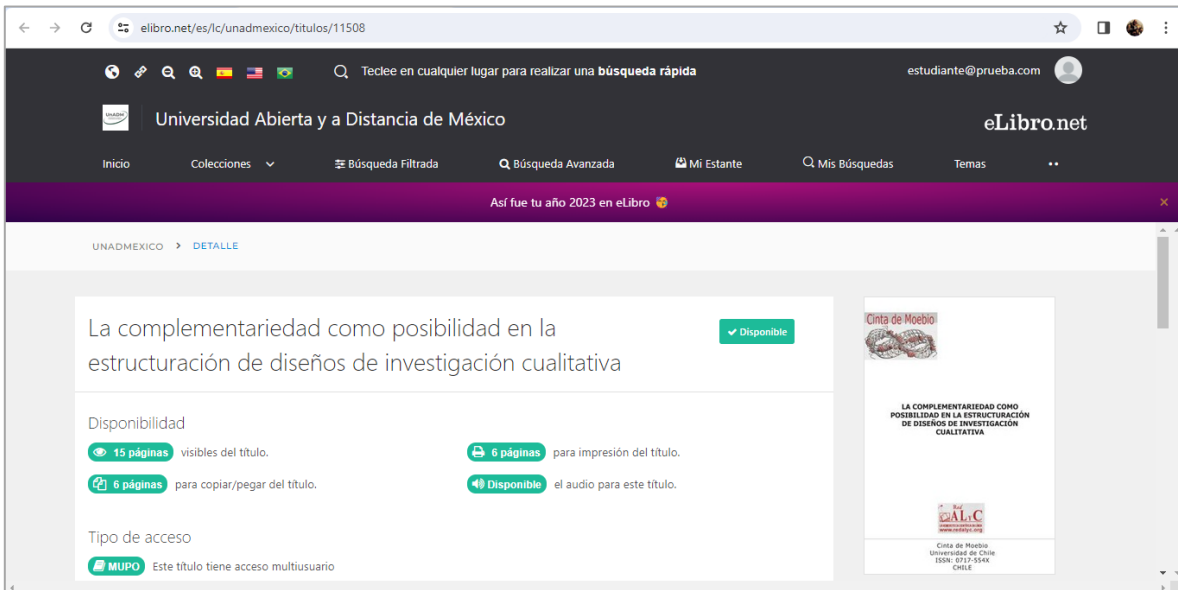 elibro.net/es/lc/unadmexico/titulos/11508
Teclee en cualquier lugar para realizar una búsqueda rápida
estudiante@prueba.com
UnADM
Universidad Abierta y a Distancia de México
eLibro.net
Inicio
Colecciones
Búsqueda Filtrada
Búsqueda Avanzada
Mi Estante
Mis Búsquedas
Temas
Así fue tu año 2023 en eLibro
UNADMEXICO > DETALLE
La complementariedad como posibilidad en la
estructuración de diseños de investigación cualitativa
Disponible
Disponibilidad
15 páginas visibles del título.
6 páginas para impresión del título.
6 páginas para copiar/pegar del título.
Disponible el audio para este título.
Tipo de acceso
MUPO Este título tiene acceso multiusuario
Cinta de Moebio
LA COMPLEMENTARIEDAD COMO
POSIBILIDAD EN LA ESTRUCTURACIÓN
DE DISEÑOS DE INVESTIGACIÓN
CUALITATIVA
Red
ALyC
www.redalyc.org
Cinta de Moebio
Universidad de Chile
ISSN: 0717-554X
CHILE